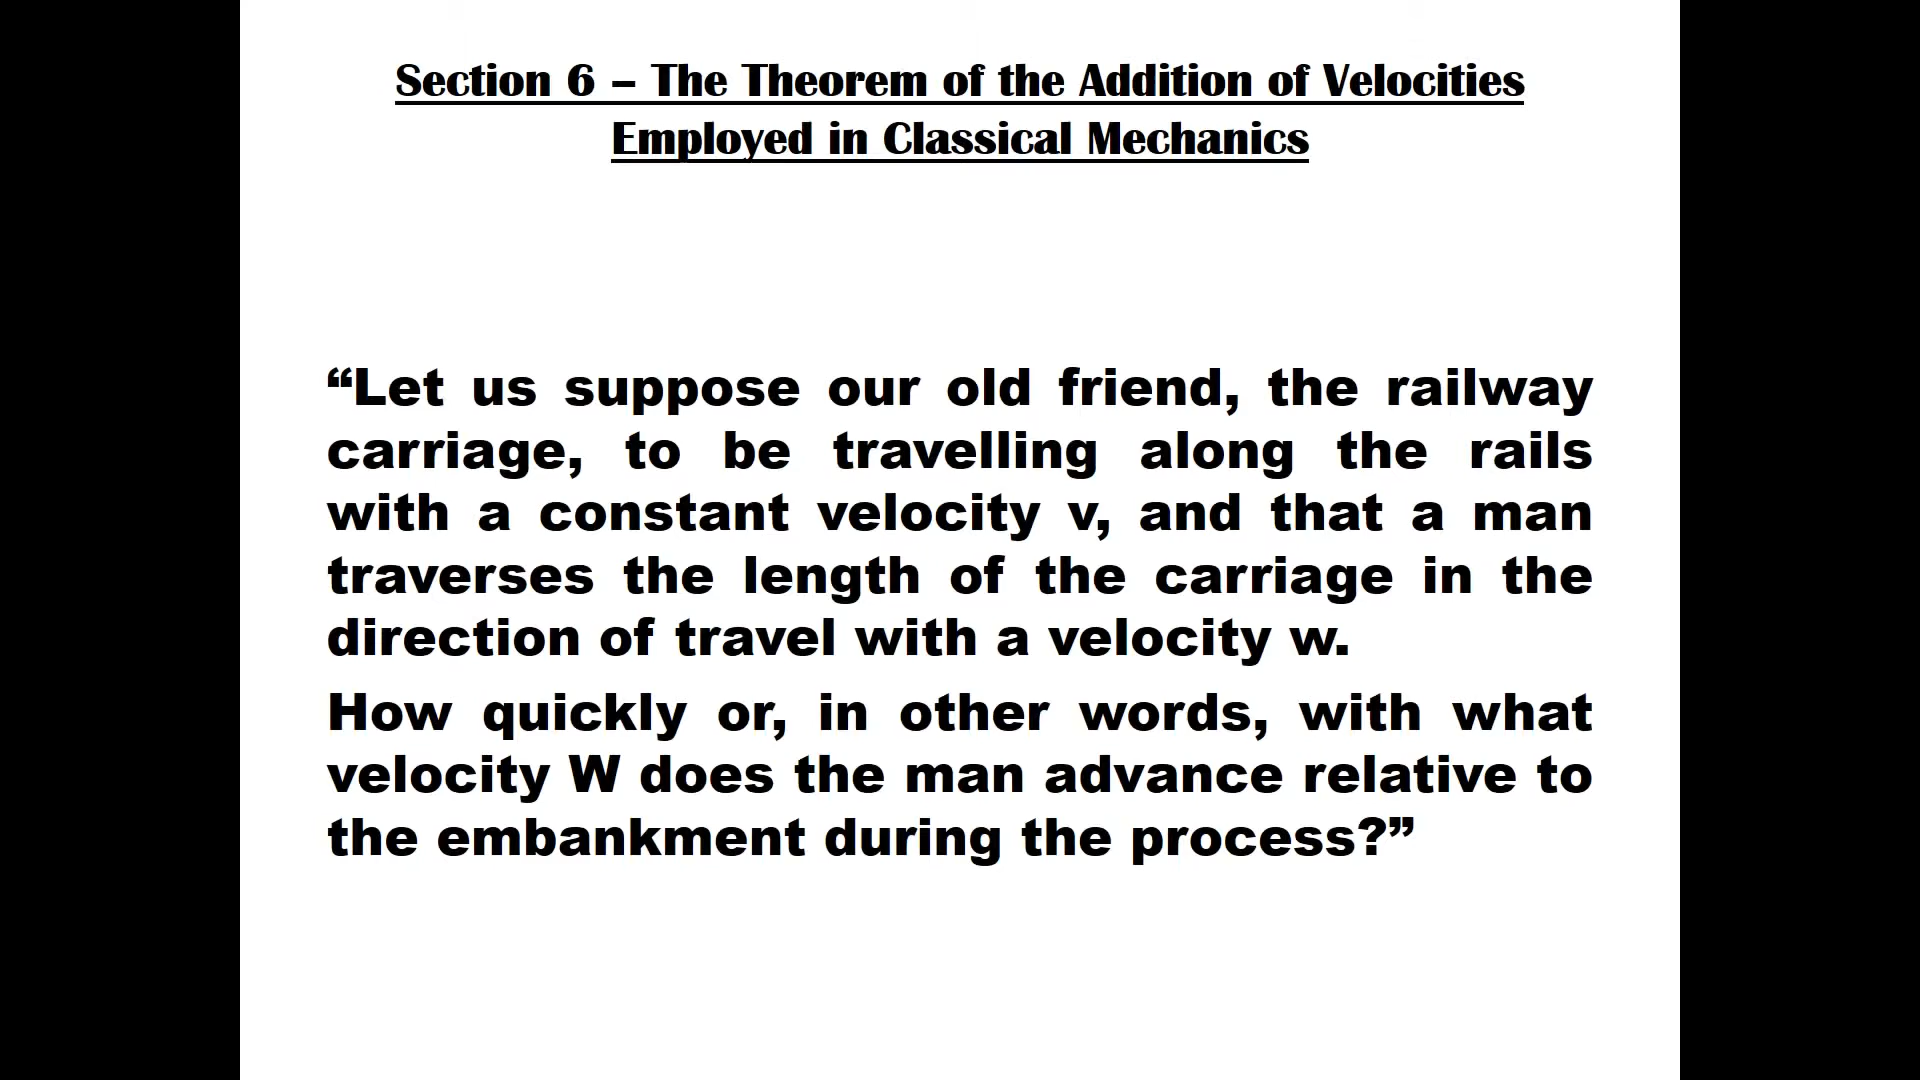 Section 6 – The Theorem of the Addition of Velocities
Employed in Classical Mechanics
“Let us suppose our old friend, the railway
carriage, to be travelling along the rails
with a constant velocity v, and that a man
traverses the length of the carriage in the
direction of travel with a velocity w.
How quickly or, in other words, with what
velocity W does the man advance relative to
the embankment during the process?”